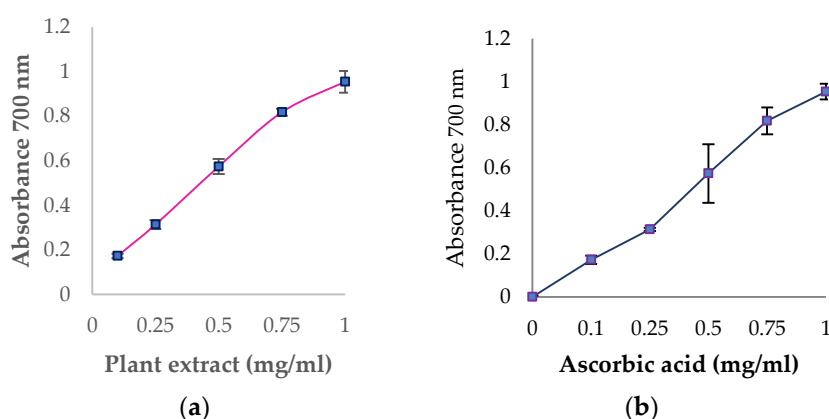 Absorbance 700 nm
1.2
1
0.8
0.6
0.4
0.2
0
0 0.25 0.5 0.75 1
Plant extract (mg/ml)
(a)
Absorbance 700 nm
1.2
1
0.8
0.6
0.4
0.2
0
0 0.1 0.25 0.5 0.75 1
Ascorbic acid (mg/ml)
(b)